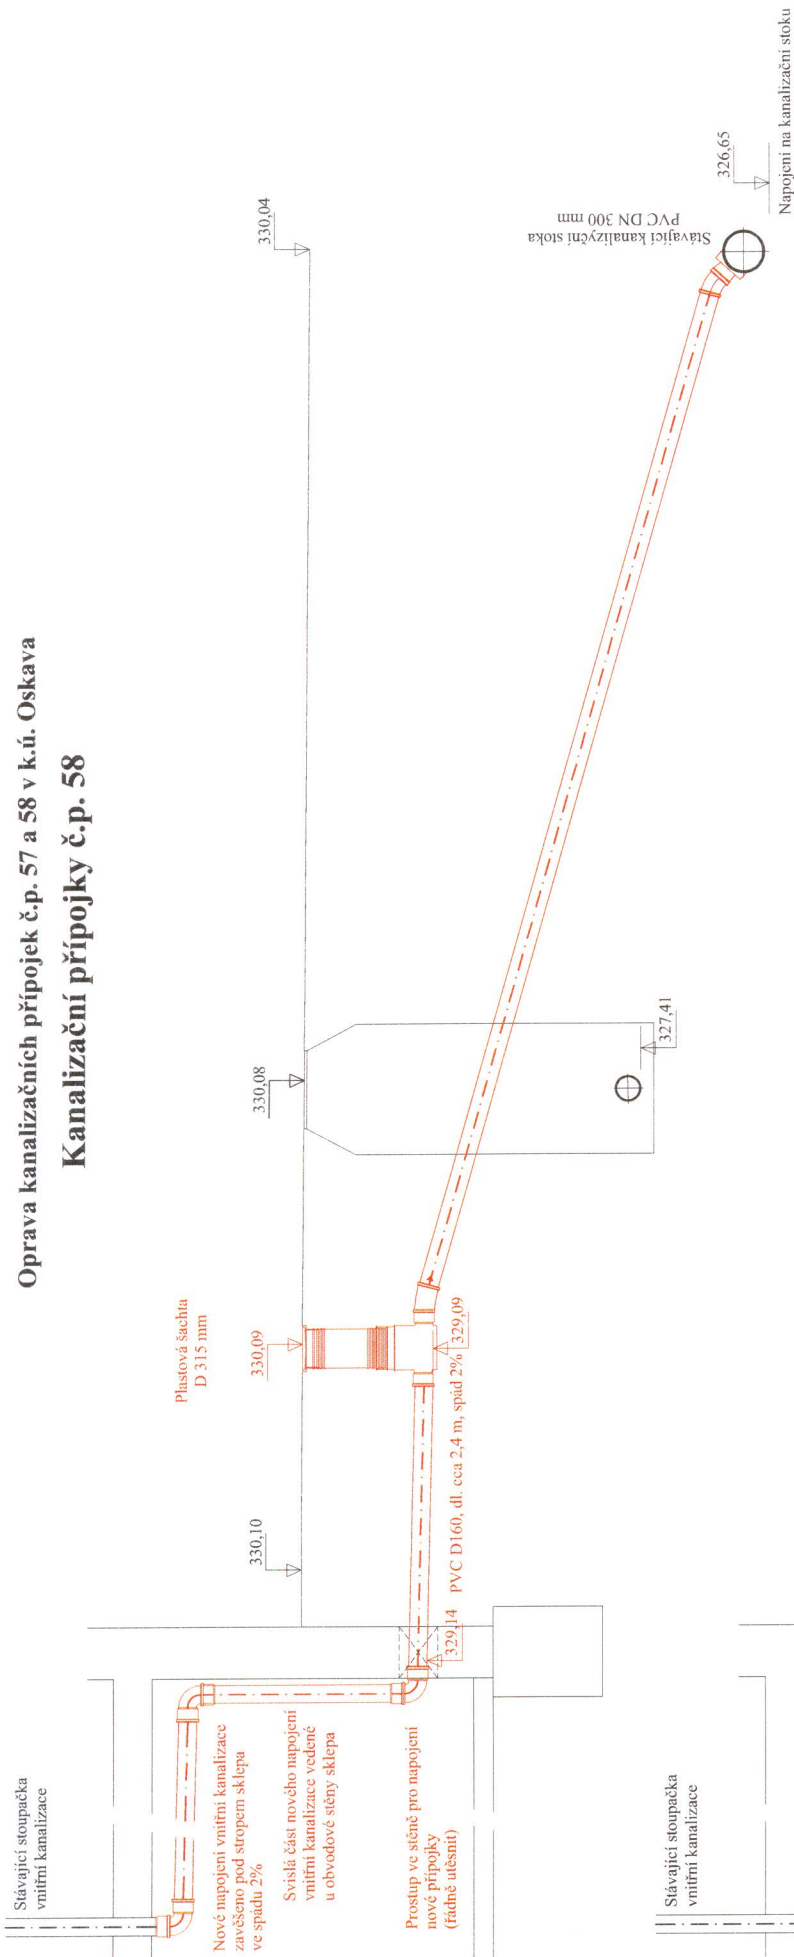 Oprava kanalizačních přípojek č.p. 57 a 58 v k.ú. Oskava
Kanalizační přípojky č.p. 58
Stávající stoupačka
vnitřní kanalizace
Nové napojení vnitřní kanalizace
zavěšeno pod stropem sklepa
ve spádu 2%
Svislá část nového napojení
vnitřní kanalizace vedené
u obvodové stěny sklepa
Prostup ve stěně pro napojení
nové přípojky
(řádně utěsnit)
Stávající stoupačka
vnitřní kanalizace
330,10
329,14
PVC D160, dl. cca 2,4 m, spád 2%
Plastová šachta
D 315 mm
330,09
329,09
330,08
327,41
330,04
Stávající kanalizyční stoka
PVC DN 300 mm
326,65
Napojení na kanalizační stoku